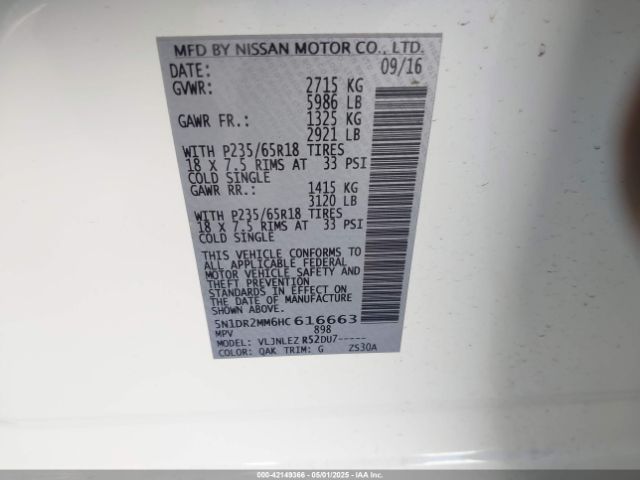 MFD BY NISSAN MOTOR CO., LTD.
DATE: 09/16
GVWR: 2715 KG
5986 LB
GAWR FR.: 1325 KG
2921 LB
WITH P235/65R18 TIRES
18 X 7.5 RIMS AT 33 PSI
COLD SINGLE
GAWR RR.: 1415 KG
3120 LB
WITH P235/65R18 TIRES
18 X 7.5 RIMS AT 33 PSI
COLD SINGLE
THIS VEHICLE CONFORMS TO
ALL APPLICABLE FEDERAL
MOTOR VEHICLE SAFETY AND
THEFT PREVENTION
STANDARDS IN EFFECT ON
THE DATE OF MANUFACTURE
SHOWN ABOVE.
5N1DR2MM6HC616663
MPV 898
MODEL: VLJNLEZ R52DU7-----
COLOR: QAK TRIM: G ZS30A
000-42149366 - 05/01/2025 - IAA Inc.